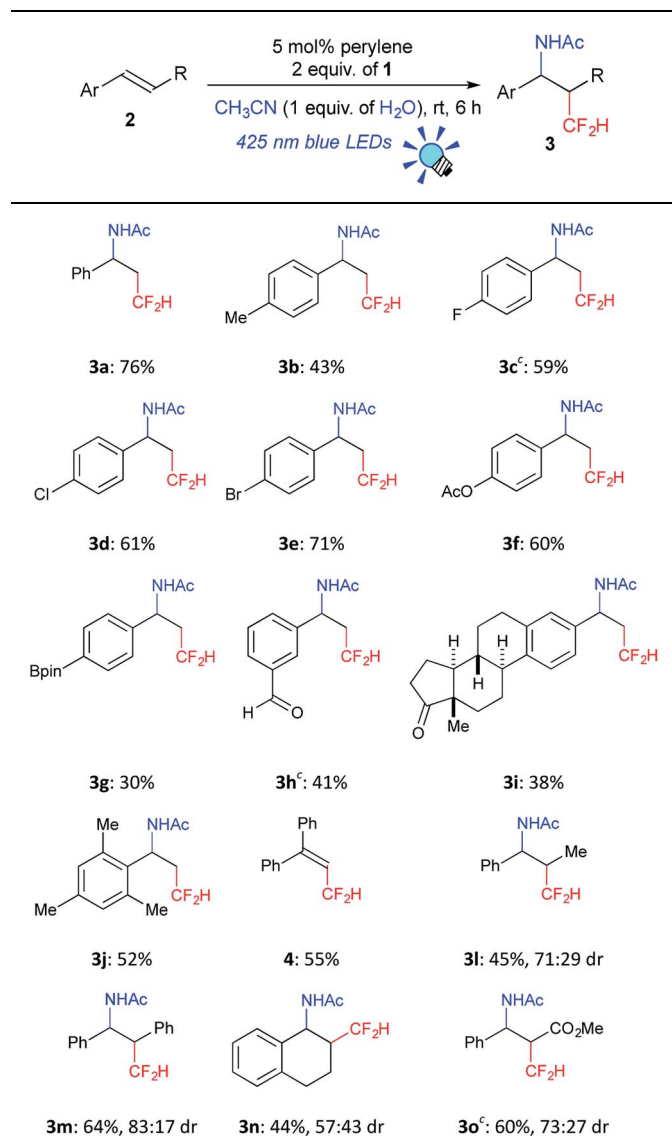 5 mol% perylene
2 equiv. of 1
CH₃CN (1 equiv. of H₂O), rt, 6 h
425 nm blue LEDs
Ar R
2
NHAc
Ar R
CF₂H
3
NHAc
Ph
CF₂H
3a: 76%
NHAc
Me
CF₂H
3b: 43%
NHAc
F
CF₂H
3cᶜ: 59%
NHAc
Cl
CF₂H
3d: 61%
NHAc
Br
CF₂H
3e: 71%
NHAc
AcO
CF₂H
3f: 60%
NHAc
Bpin
CF₂H
3g: 30%
NHAc
CF₂H
H O
3hᶜ: 41%
NHAc
CF₂H
H H
H
Me
O
3i: 38%
Me NHAc
CF₂H
Me Me
3j: 52%
Ph
Ph
CF₂H
4: 55%
NHAc
Ph Me
CF₂H
3l: 45%, 71:29 dr
NHAc
Ph Ph
CF₂H
3m: 64%, 83:17 dr
NHAc
CF₂H
3n: 44%, 57:43 dr
NHAc
Ph CO₂Me
CF₂H
3oᶜ: 60%, 73:27 dr